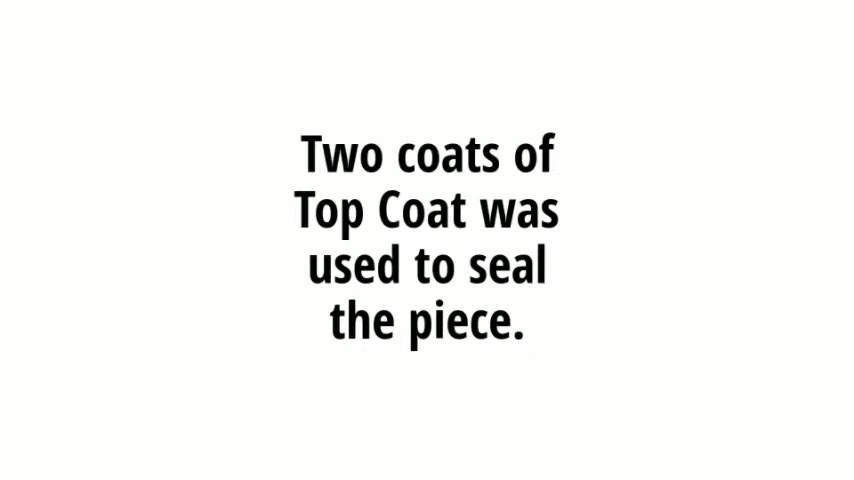 Two coats of
Top Coat was
used to seal
the piece.